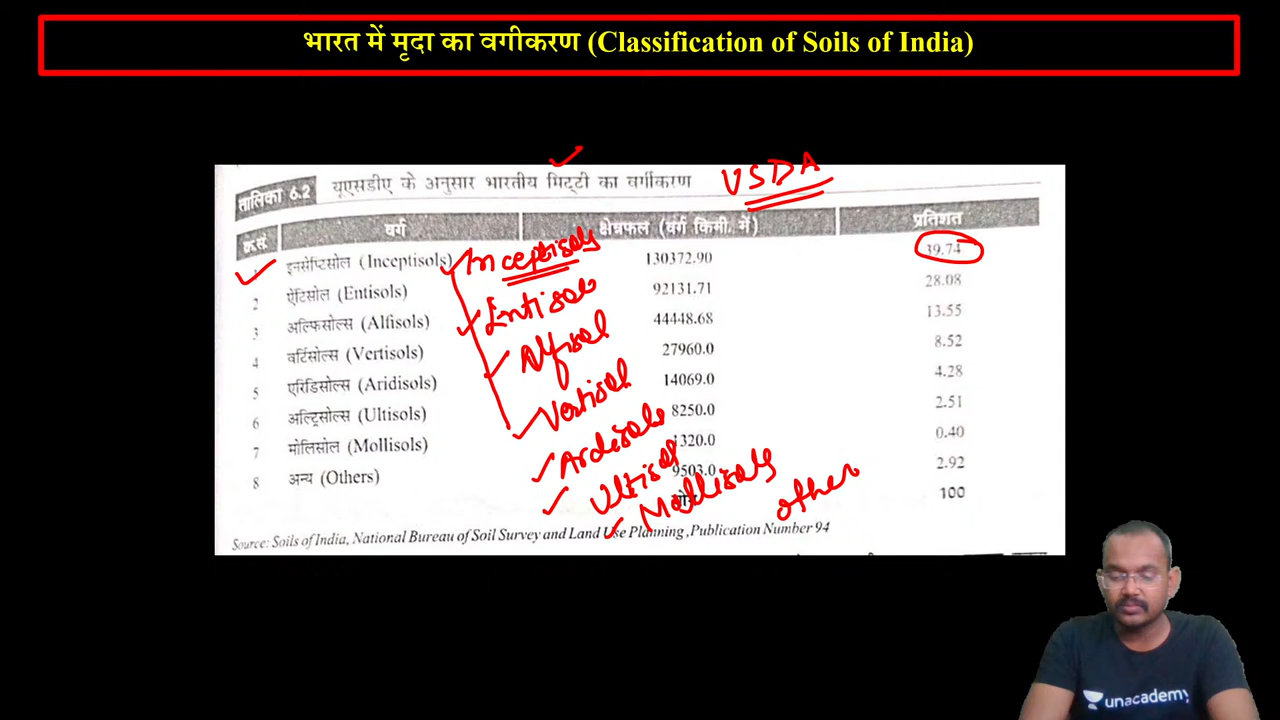 भारत में मृदा का वगीकरण (Classification of Soils of India)
तालिका 6.2 यूएसडीए के अनुसार भारतीय मिट्टी का वर्गीकरण USDA
क्र.सं. वर्ग क्षेत्रफल (वर्ग किमी. में) प्रतिशत
1 इनसेप्टिसोल (Inceptisols) Inceptisols 130372.90 39.74
2 ऐंटिसोल (Entisols) Entisol 92131.71 28.08
3 अल्फिसोल्स (Alfisols) Alfisol 44448.68 13.55
4 वर्टिसोल्स (Vertisols) Vertisol 27960.0 8.52
5 एरिडिसोल्स (Aridisols) Aridisols 14069.0 4.28
6 अल्ट्रिसोल्स (Ultisols) Ultisol 8250.0 2.51
7 मोलिसोल (Mollisols) Mollisols 1320.0 0.40
8 अन्य (Others) other 9503.0 2.92
100
Source: Soils of India, National Bureau of Soil Survey and Land Use Planning ,Publication Number 94
unacademy